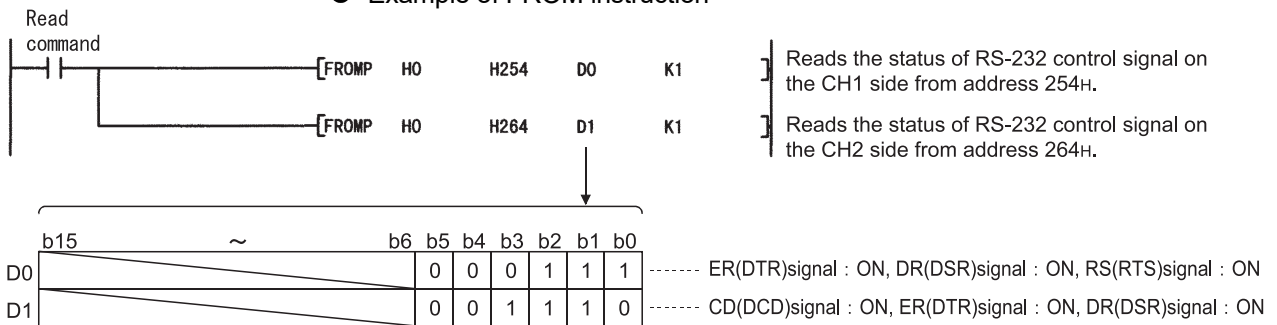 ● Example of FROM instruction
Read
command
FROMP H0 H254 D0 K1
Reads the status of RS-232 control signal on
the CH1 side from address 254H.
FROMP H0 H264 D1 K1
Reads the status of RS-232 control signal on
the CH2 side from address 264H.
b15 ~ b6 b5 b4 b3 b2 b1 b0
D0 0 0 0 1 1 1 ER(DTR)signal : ON, DR(DSR)signal : ON, RS(RTS)signal : ON
D1 0 0 1 1 1 0 CD(DCD)signal : ON, ER(DTR)signal : ON, DR(DSR)signal : ON